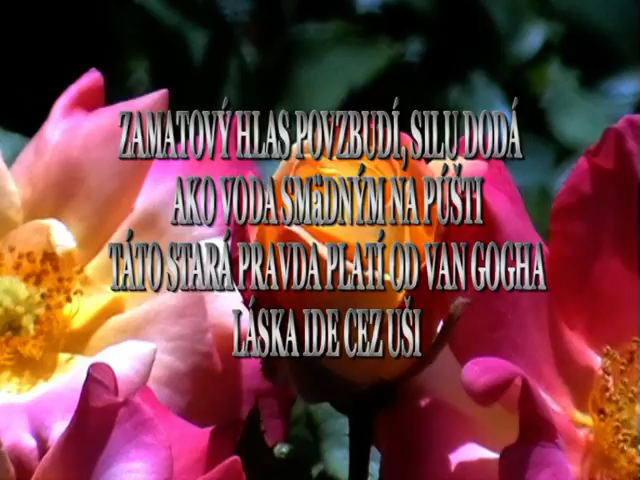 ZAMATOVÝ HLAS POVZBUDÍ, SILU DODÁ
AKO VODA SMäDNÝM NA PÚŠTI
TÁTO STARÁ PRAVDA PLATÍ OD VAN GOGHA
LÁSKA IDE CEZ UŠI